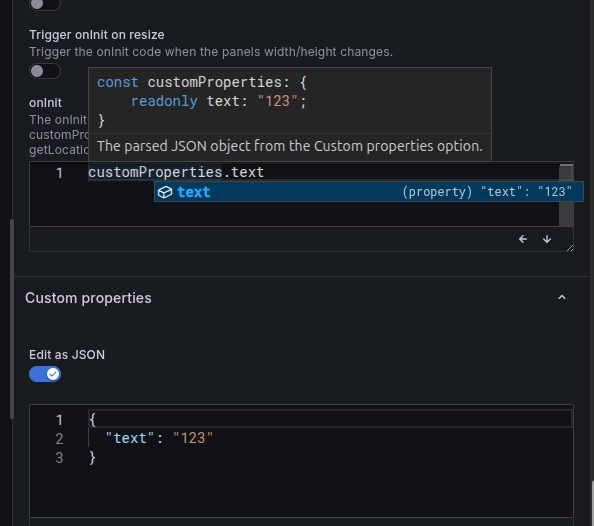 Trigger onInit on resize
Trigger the onInit code when the panels width/height changes.
onInit
The onInit
customPro
getLocatio
const customProperties: {
    readonly text: "123";
}
The parsed JSON object from the Custom properties option.
1 customProperties.text
text (property) "text": "123"
Custom properties
Edit as JSON
1 {
2   "text": "123"
3 }